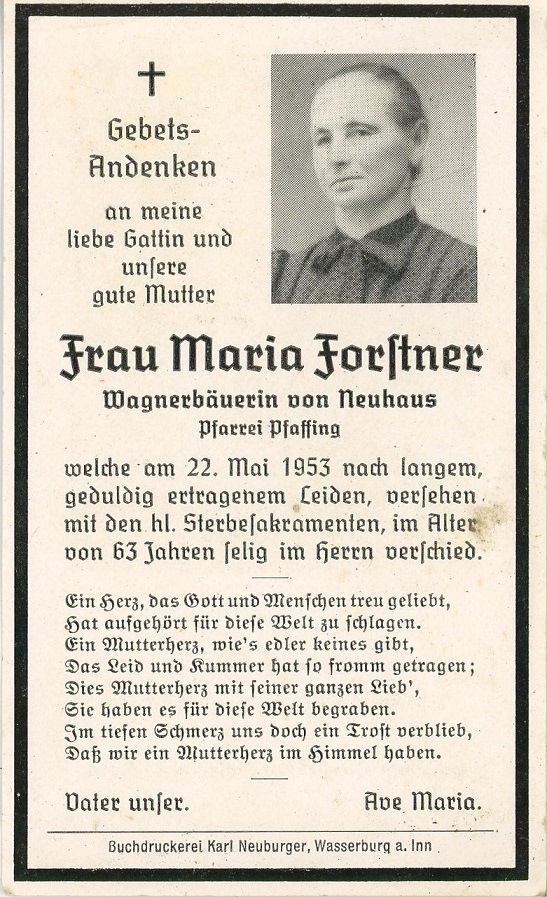 Gebets-
Andenken
an meine
liebe Gattin und
unsere
gute Mutter
Frau Maria Forstner
Wagnerbäuerin von Neuhaus
Pfarrei Pfaffing
welche am 22. Mai 1953 nach langem,
geduldig ertragenem Leiden, versehen
mit den hl. Sterbesakramenten, im Alter
von 63 Jahren selig im Herrn verschied.
Ein Herz, das Gott und Menschen treu geliebt,
Hat aufgehört für diese Welt zu schlagen.
Ein Mutterherz, wie's edler keines gibt,
Das Leid und Kummer hat so fromm getragen;
Dies Mutterherz mit seiner ganzen Lieb',
Sie haben es für diese Welt begraben.
Im tiefen Schmerz uns doch ein Trost verblieb,
Daß wir ein Mutterherz im Himmel haben.
Vater unser. Ave Maria.
Buchdruckerei Karl Neuburger, Wasserburg a. Inn